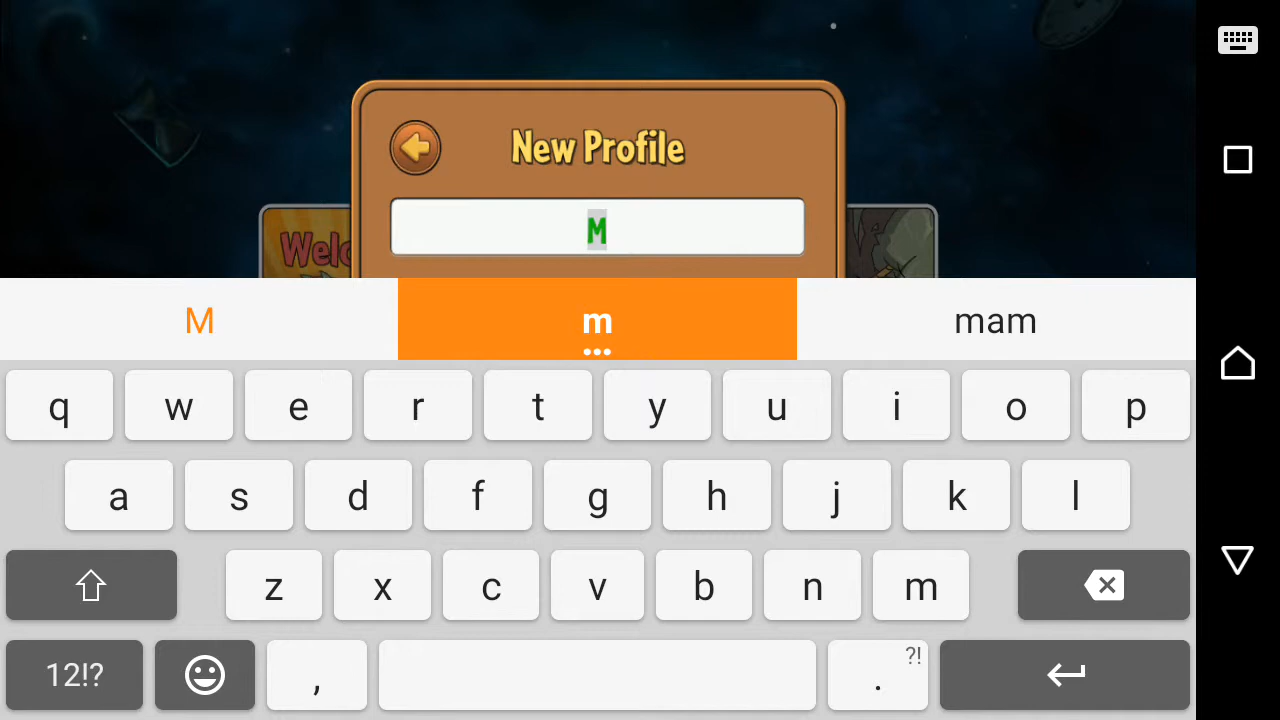 New Profile
M
Welc
M m mam
q w e r t y u i o p
a s d f g h j k l
z x c v b n m
12!? , . ?!